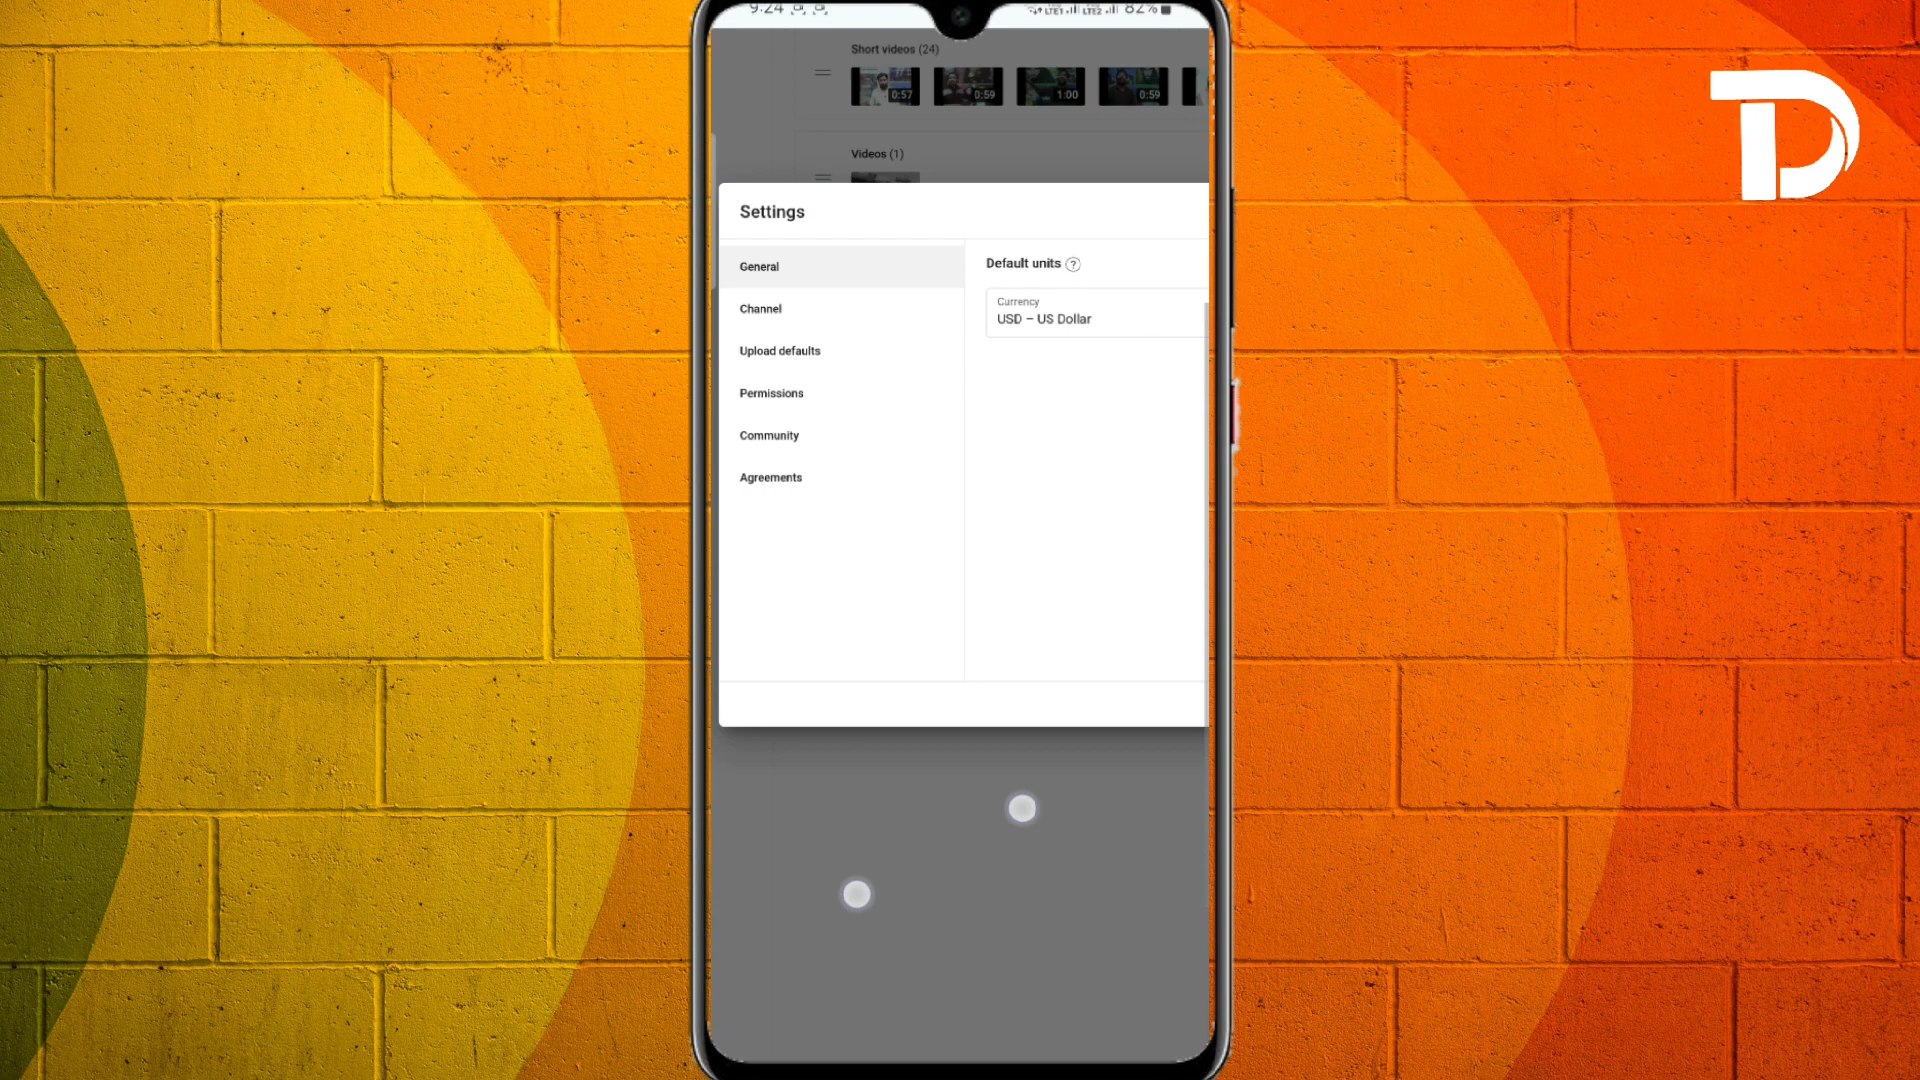 9:24 LTE1 LTE2 82%
Short videos (24)
0:57 0:59 1:00 0:59
Videos (1)
Settings
General
Default units ?
Channel
Currency
USD – US Dollar
Upload defaults
Permissions
Community
Agreements